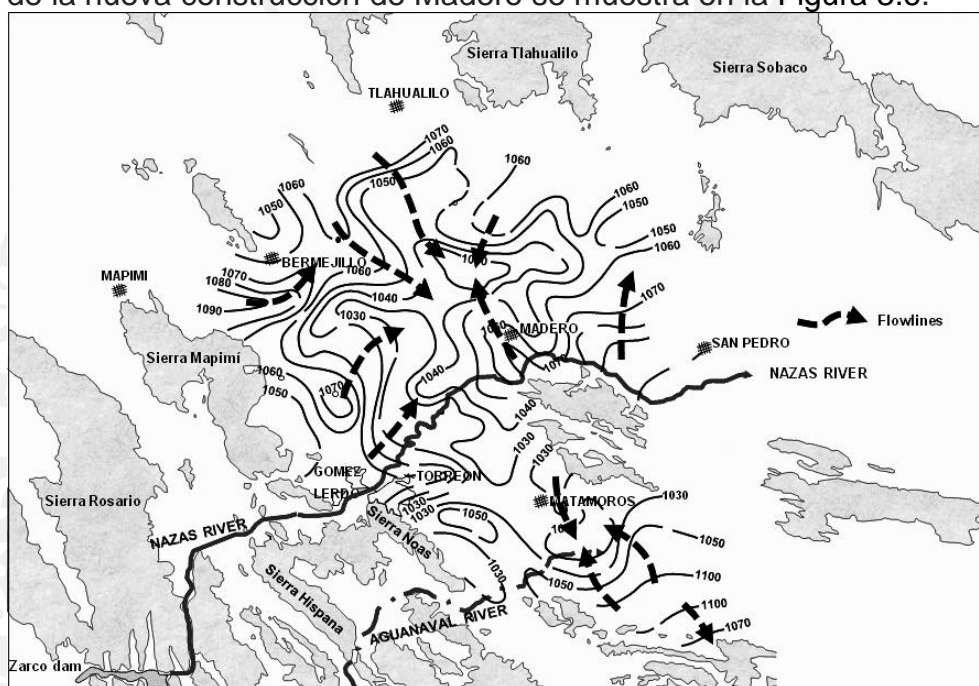 de la nueva construcción de Madero se muestra en la Figura
Sierra Tlahualilo
Sierra Sobaco
TLAHUALILO
1070
1060
1050
1060
1060
1050
1060
1050
1050
1060
BERMEJILLO
MAPIMI
1070
1080
1090
1060
1040
1030
1070
MADERO
Flowlines
SAN PEDRO
NAZAS RIVER
Sierra Mapimí
1060
1050
1070
1040
1070
1040
1030
1030
GOMEZ
LERDO
TORREON
Sierra Rosario
MATAMOROS
1030
1030
1030
1050
1050
NAZAS RIVER
Sierra Noas
1030
1050
1100
1100
1070
Sierra Hispana
AGUANAVAL RIVER
Zarco dam